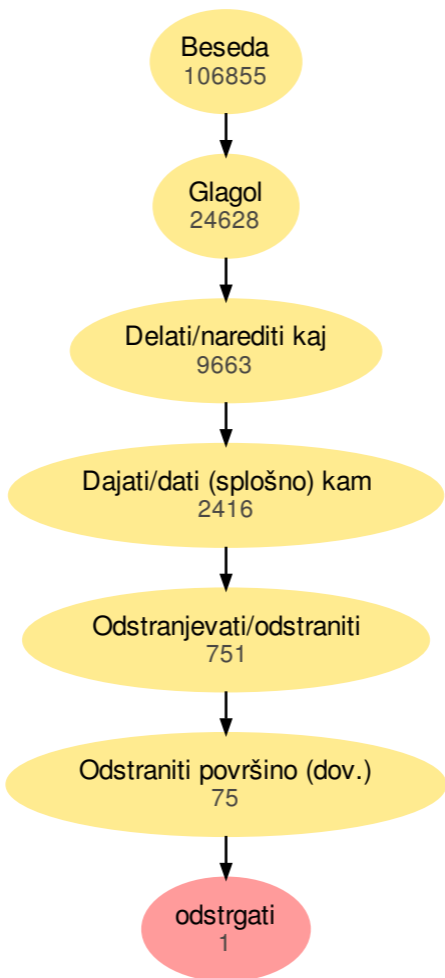 Beseda
106855
Glagol
24628
Delati/narediti kaj
9663
Dajati/dati (splošno) kam
2416
Odstranjevati/odstraniti
751
Odstraniti površino (dov.)
75
odstrgati
1